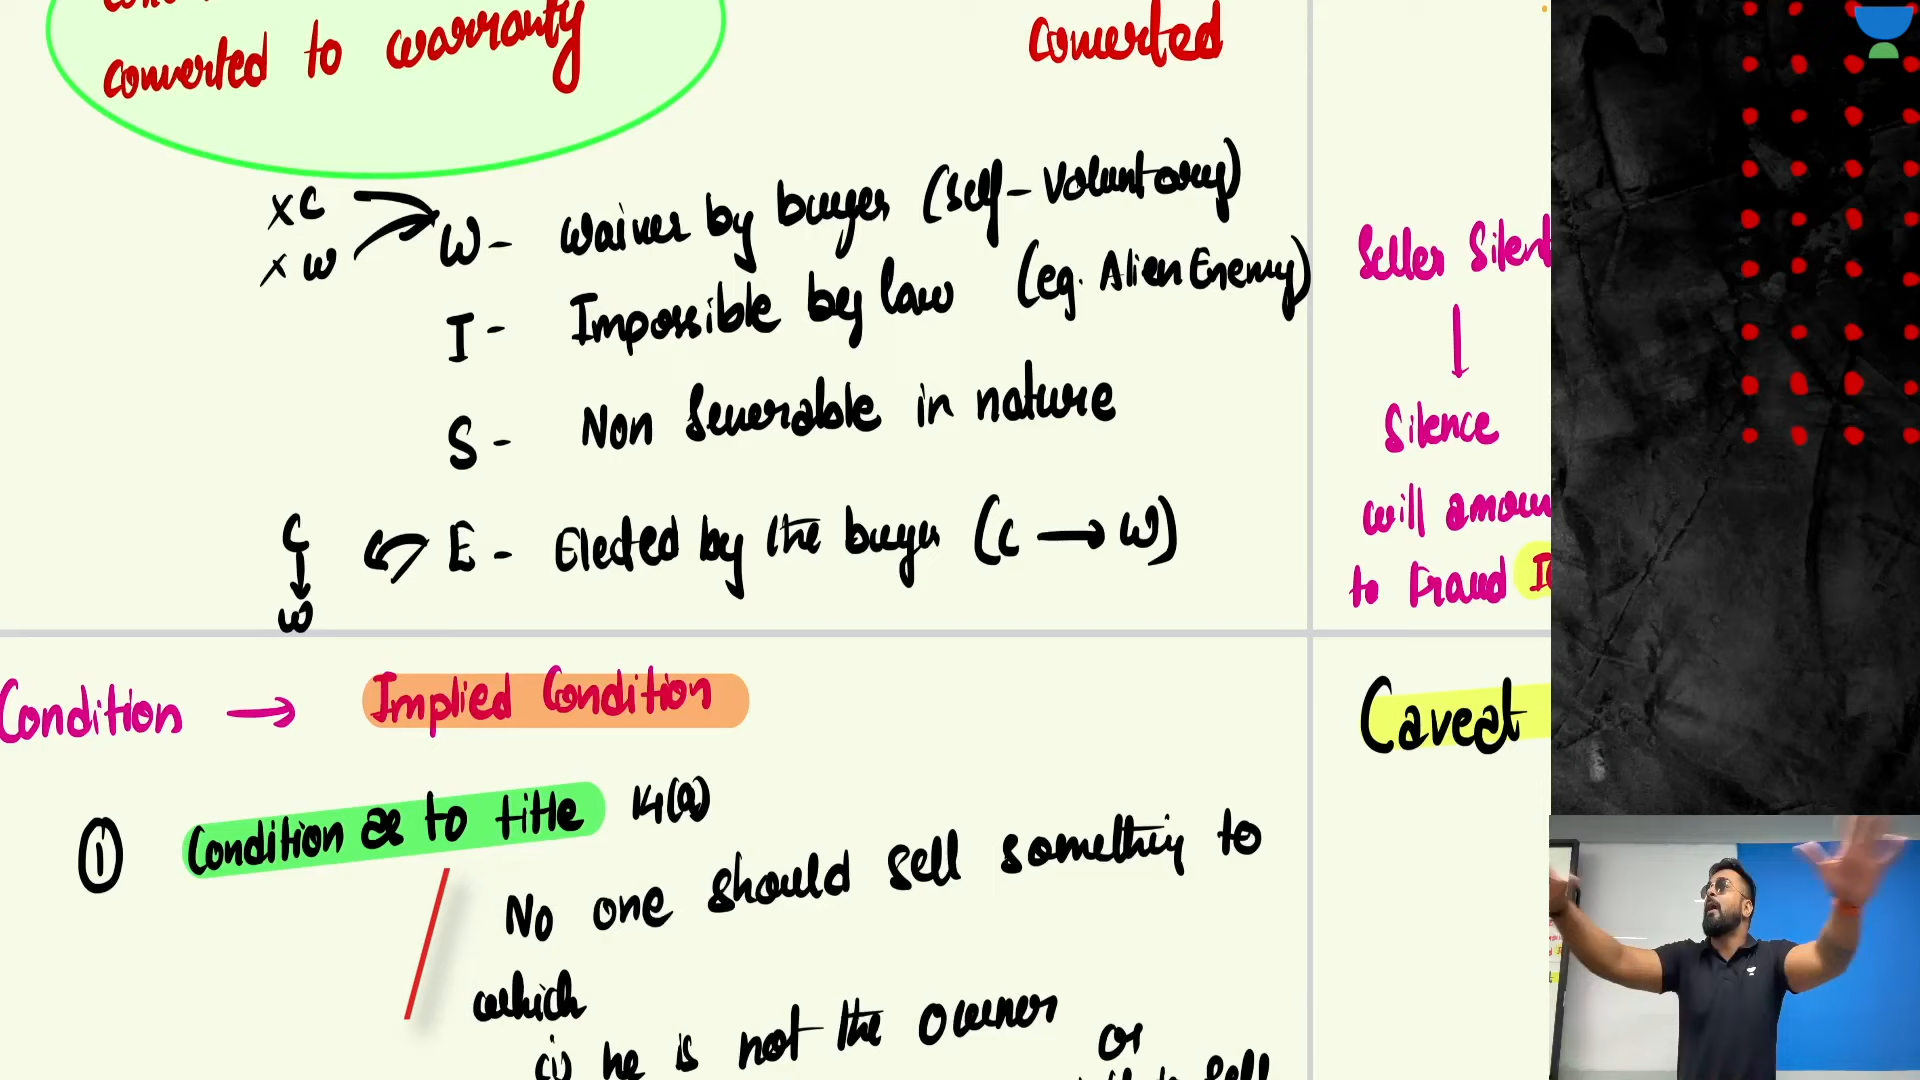 converted to warranty
converted
xC
x W
W - Waiver by buyer (Self - Voluntary)
I - Impossible by law (eg. Alien Enemy)
S - Non Severable in nature
E - Elected by the buyer (C → W)
C
↓
W
Seller Silent
↓
Silence
will amoun
to Fraud
Condition → Implied Condition
① Condition as to title 14(a)
No one should sell something to
which
(i) he is not the owner or
sell
Caveat